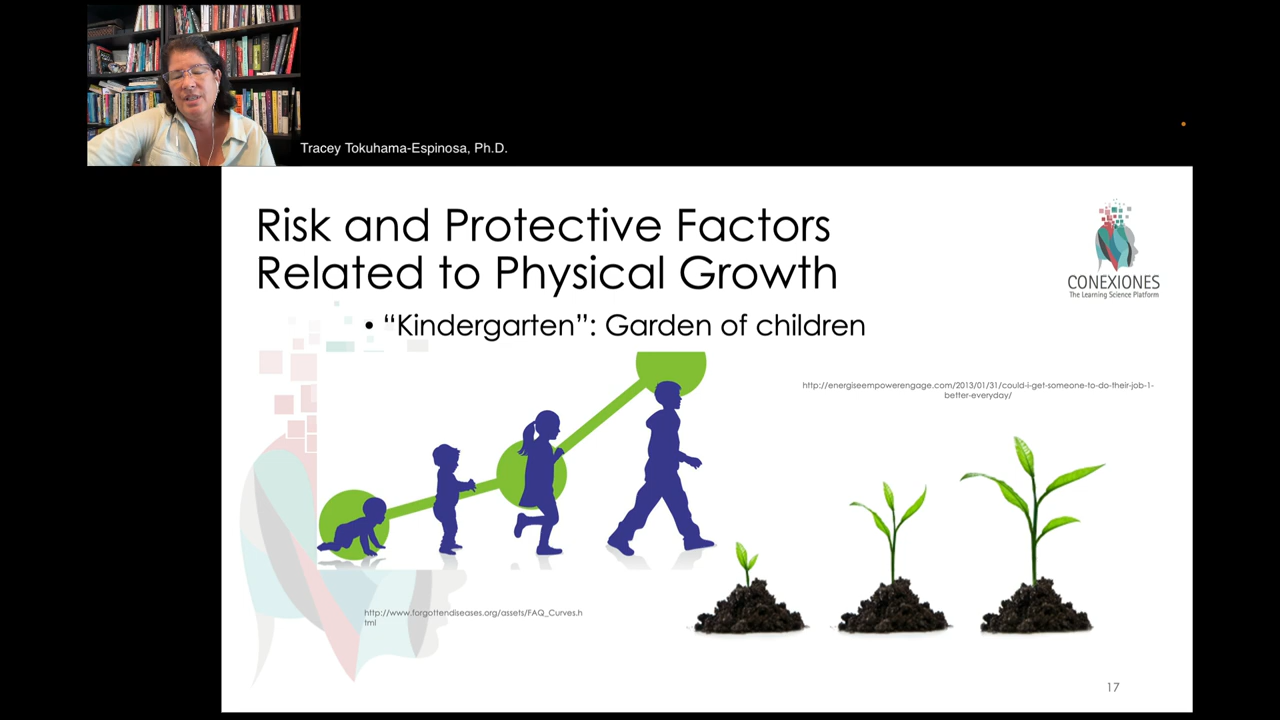 Tracey Tokuhama-Espinosa, Ph.D.
Risk and Protective Factors
Related to Physical Growth
CONEXIONES
The Learning Science Platform
• “Kindergarten”: Garden of children
http://energiseempowerengage.com/2013/01/31/could-i-get-someone-to-do-their-job-1-
better-everyday/
http://www.forgottendiseases.org/assets/FAQ_Curves.h
tml
17